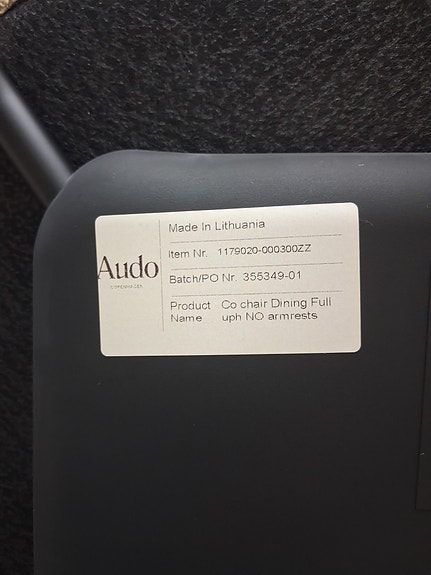 Audo
COPENHAGEN
Made In Lithuania
Item Nr. 1179020-000300ZZ
Batch/PO Nr. 355349-01
Product Name Co chair Dining Full
uph NO armrests